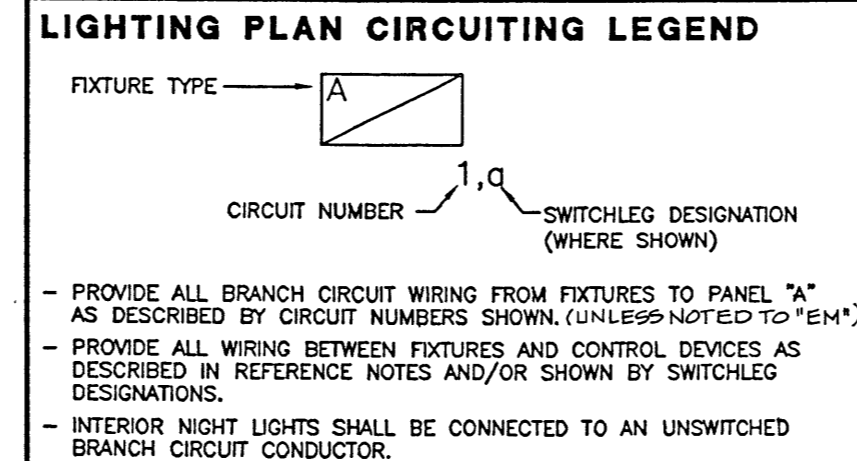 LIGHTING PLAN CIRCUITING LEGEND
FIXTURE TYPE
A
1,a
CIRCUIT NUMBER
SWITCHLEG DESIGNATION
(WHERE SHOWN)
- PROVIDE ALL BRANCH CIRCUIT WIRING FROM FIXTURES TO PANEL "A"
AS DESCRIBED BY CIRCUIT NUMBERS SHOWN. (UNLESS NOTED TO "EM")
- PROVIDE ALL WIRING BETWEEN FIXTURES AND CONTROL DEVICES AS
DESCRIBED IN REFERENCE NOTES AND/OR SHOWN BY SWITCHLEG
DESIGNATIONS.
- INTERIOR NIGHT LIGHTS SHALL BE CONNECTED TO AN UNSWITCHED
BRANCH CIRCUIT CONDUCTOR.